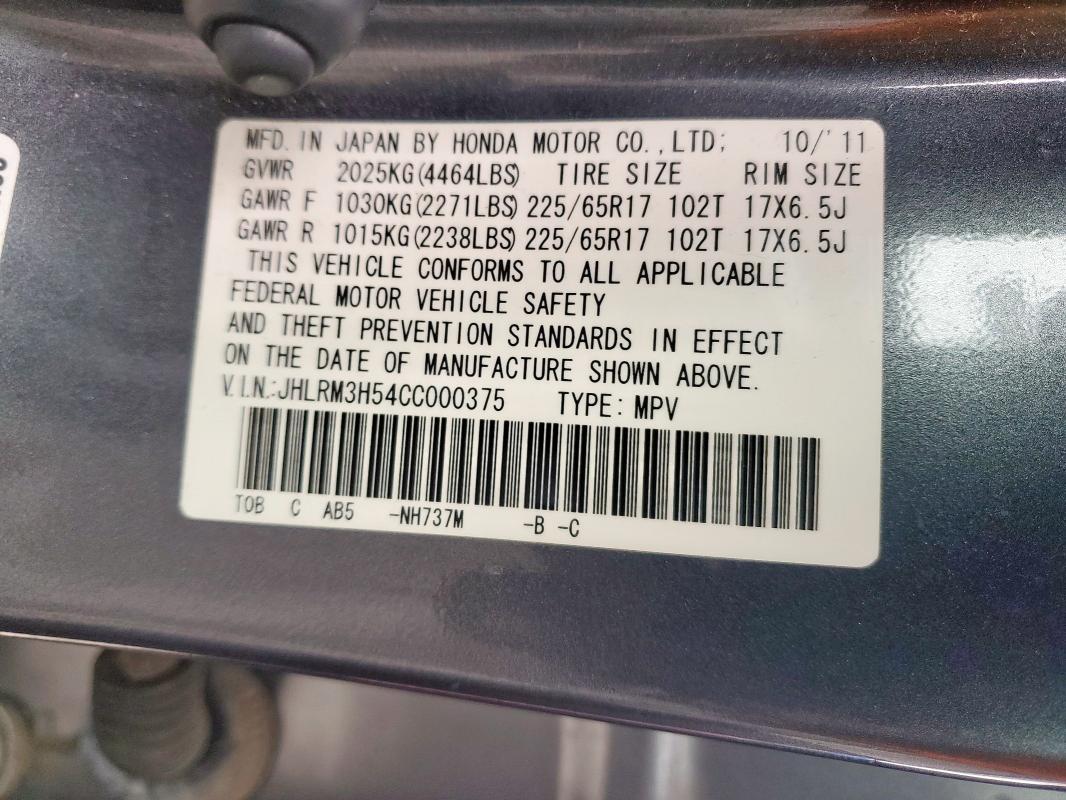 MFD. IN JAPAN BY HONDA MOTOR CO.,LTD; 10/'11
GVWR 2025KG(4464LBS) TIRE SIZE RIM SIZE
GAWR F 1030KG(2271LBS) 225/65R17 102T 17X6.5J
GAWR R 1015KG(2238LBS) 225/65R17 102T 17X6.5J
THIS VEHICLE CONFORMS TO ALL APPLICABLE
FEDERAL MOTOR VEHICLE SAFETY
AND THEFT PREVENTION STANDARDS IN EFFECT
ON THE DATE OF MANUFACTURE SHOWN ABOVE.
V.I.N.:JHLRM3H54CC000375 TYPE: MPV
TOB C AB5 -NH737M -B -C